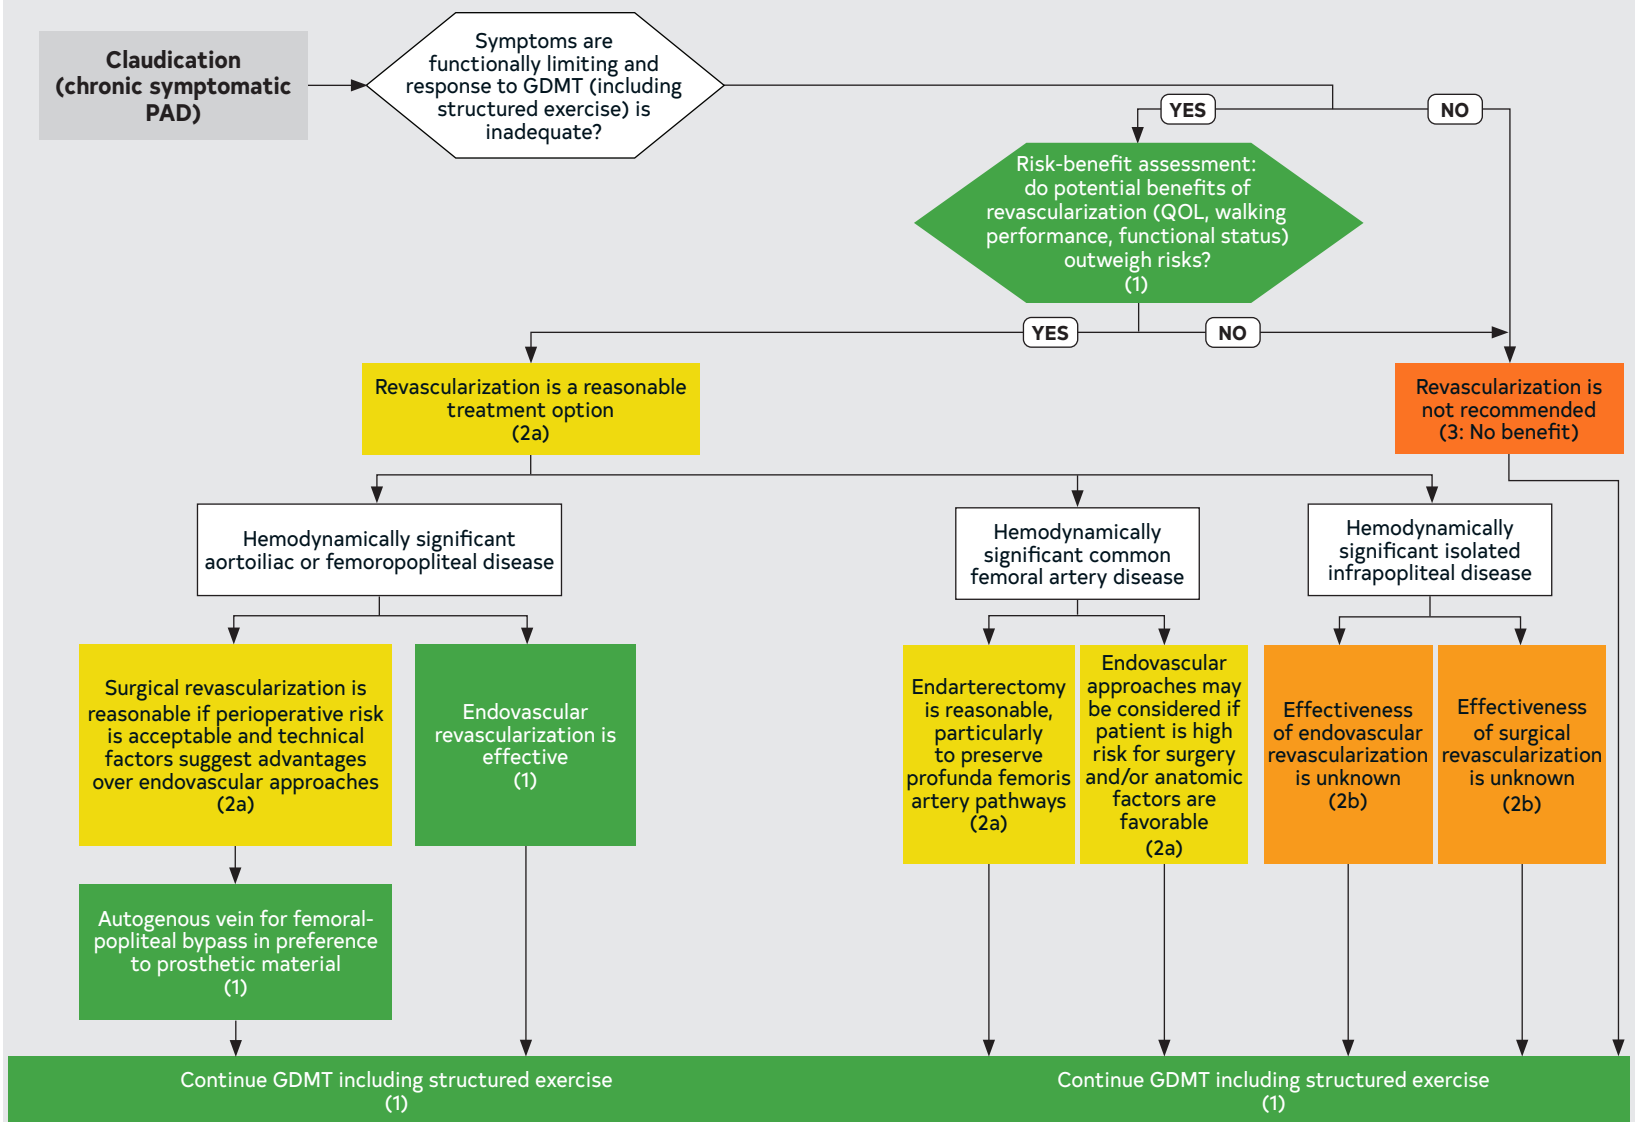 Claudication
(chronic symptomatic
PAD)
Symptoms are
functionally limiting and
response to GDMT (including
structured exercise) is
inadequate?
YES
NO
Risk-benefit assessment:
do potential benefits of
revascularization (QOL, walking
performance, functional status)
outweigh risks?
(1)
YES
NO
Revascularization is a reasonable
treatment option
(2a)
Revascularization is
not recommended
(3: No benefit)
Hemodynamically significant
aortoiliac or femoropopliteal disease
Hemodynamically
significant common
femoral artery disease
Hemodynamically
significant isolated
infrapopliteal disease
Surgical revascularization is
reasonable if perioperative risk
is acceptable and technical
factors suggest advantages
over endovascular approaches
(2a)
Endovascular
revascularization is
effective
(1)
Endarterectomy
is reasonable,
particularly
to preserve
profunda femoris
artery pathways
(2a)
Endovascular
approaches may
be considered if
patient is high
risk for surgery
and/or anatomic
factors are
favorable
(2a)
Effectiveness
of endovascular
revascularization
is unknown
(2b)
Effectiveness
of surgical
revascularization
is unknown
(2b)
Autogenous vein for femoral-
popliteal bypass in preference
to prosthetic material
(1)
Continue GDMT including structured exercise
(1)
Continue GDMT including structured exercise
(1)